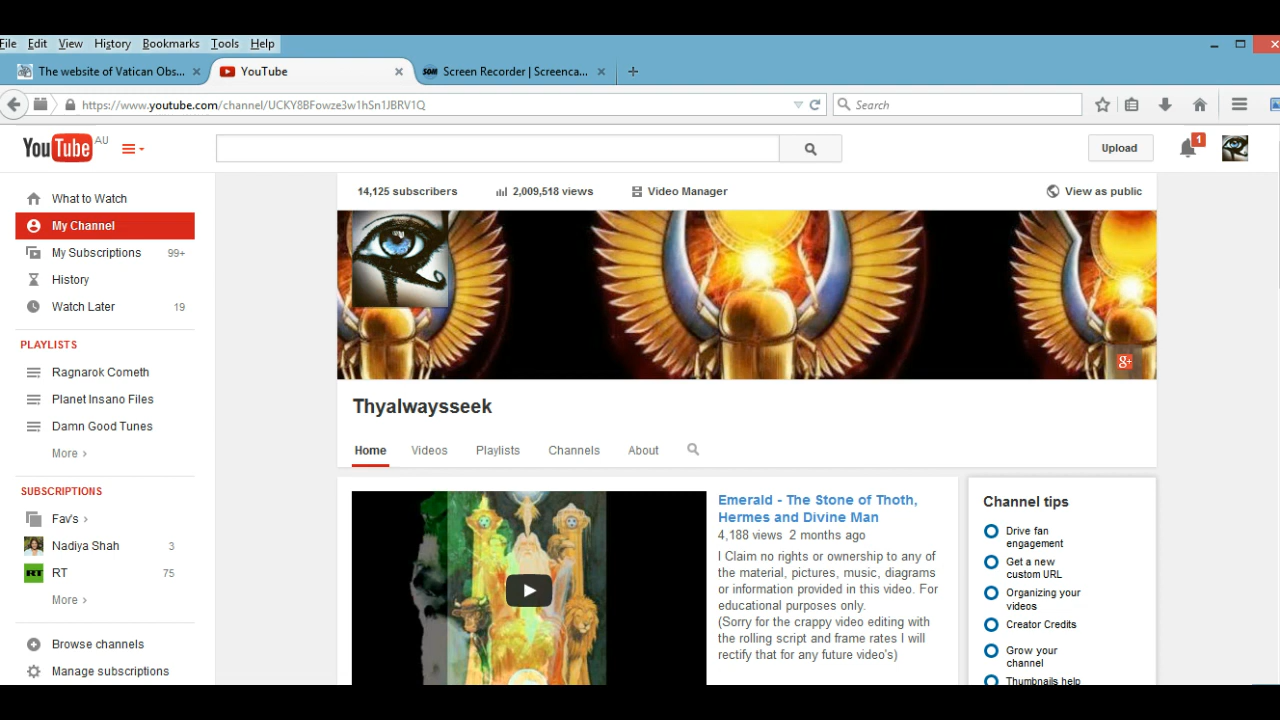 File Edit View History Bookmarks Tools Help
The website of Vatican Obs... × YouTube × SOM Screen Recorder | Screenca... × +
https://www.youtube.com/channel/UCKY8BFowze3w1hSn1JBRV1Q Search
YouTube AU Upload 1
14,125 subscribers 2,009,518 views Video Manager View as public
What to Watch
My Channel
My Subscriptions 99+
History
Watch Later 19
PLAYLISTS
Ragnarok Cometh
Planet Insano Files
Damn Good Tunes
More ›
SUBSCRIPTIONS
Fav's ›
Nadiya Shah 3
RT RT 75
More ›
Browse channels
Manage subscriptions
g+
Thyalwaysseek
Home Videos Playlists Channels About
Emerald - The Stone of Thoth,
Hermes and Divine Man
4,188 views 2 months ago
I Claim no rights or ownership to any of
the material, pictures, music, diagrams
or information provided in this video. For
educational purposes only.
(Sorry for the crappy video editing with
the rolling script and frame rates I will
rectify that for any future video's)
Channel tips
Drive fan
engagement
Get a new
custom URL
Organizing your
videos
Creator Credits
Grow your
channel
Thumbnails help